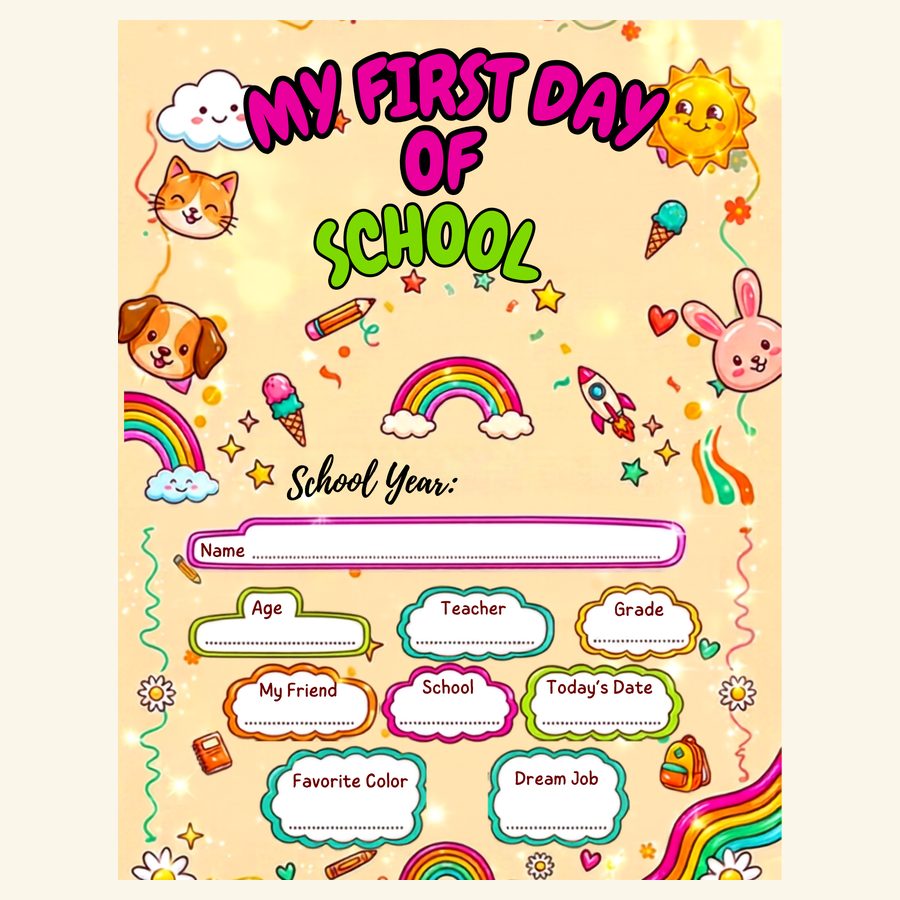 MY FIRST DAY
OF
SCHOOL
School Year:
Name
Age
Teacher
Grade
My Friend
School
Today's Date
Favorite Color
Dream Job